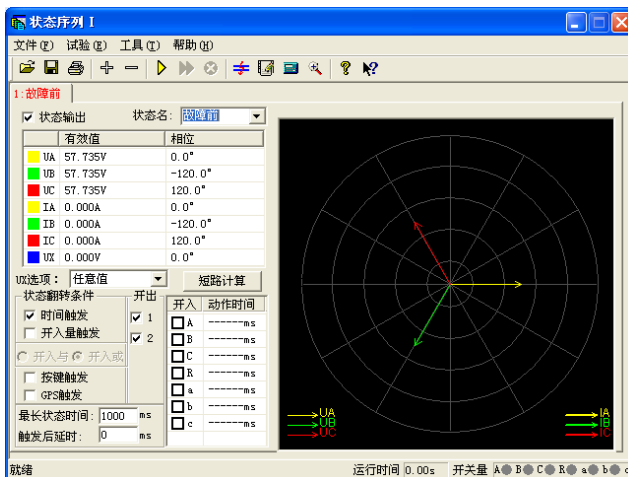 状态序列 I
文件(F) 试验(E) 工具(T) 帮助(H)
1:故障前
状态输出 状态名: 故障前
有效值 相位
UA 57.735V 0.0°
UB 57.735V -120.0°
UC 57.735V 120.0°
IA 0.000A 0.0°
IB 0.000A -120.0°
IC 0.000A 120.0°
UX 0.000V 0.0°
UX选项: 任意值 短路计算
状态翻转条件 开出 开入 动作时间
时间触发 1 A ------ms
开入量触发 2 B ------ms
开入与 开入或 C ------ms
R ------ms
按键触发 a ------ms
GPS触发 b ------ms
最长状态时间: 1000 ms c ------ms
触发后延时: 0 ms
UA IA
UB IB
UC IC
就绪 运行时间 0.00s 开关量 A B C R a b c